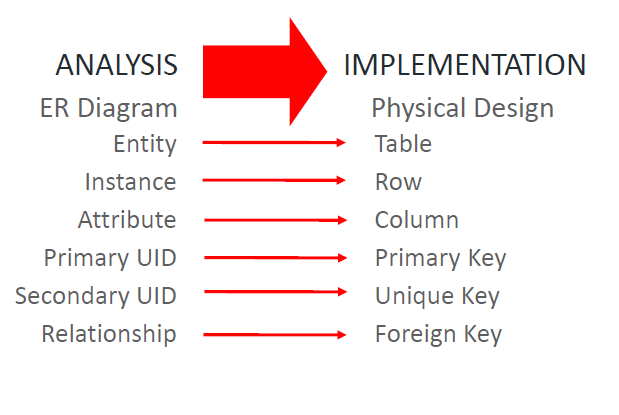 ANALYSIS IMPLEMENTATION
ER Diagram Physical Design
Entity Table
Instance Row
Attribute Column
Primary UID Primary Key
Secondary UID Unique Key
Relationship Foreign Key